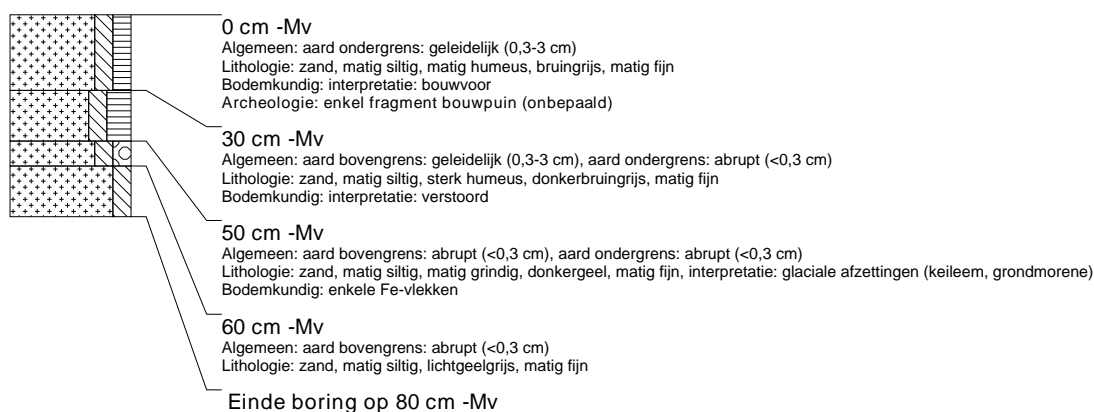 0 cm -Mv
Algemeen: aard ondergrens: geleidelijk (0,3-3 cm)
Lithologie: zand, matig siltig, matig humeus, bruingrijs, matig fijn
Bodemkundig: interpretatie: bouwvoor
Archeologie: enkel fragment bouwpuin (onbepaald)
30 cm -Mv
Algemeen: aard bovengrens: geleidelijk (0,3-3 cm), aard ondergrens: abrupt (<0,3 cm)
Lithologie: zand, matig siltig, sterk humeus, donkerbruingrijs, matig fijn
Bodemkundig: interpretatie: verstoord
50 cm -Mv
Algemeen: aard bovengrens: abrupt (<0,3 cm), aard ondergrens: abrupt (<0,3 cm)
Lithologie: zand, matig siltig, matig grindig, donkergeel, matig fijn, interpretatie: glaciale afzettingen (keileem, grondmorene)
Bodemkundig: enkele Fe-vlekken
60 cm -Mv
Algemeen: aard bovengrens: abrupt (<0,3 cm)
Lithologie: zand, matig siltig, lichtgeelgrijs, matig fijn
Einde boring op 80 cm -Mv